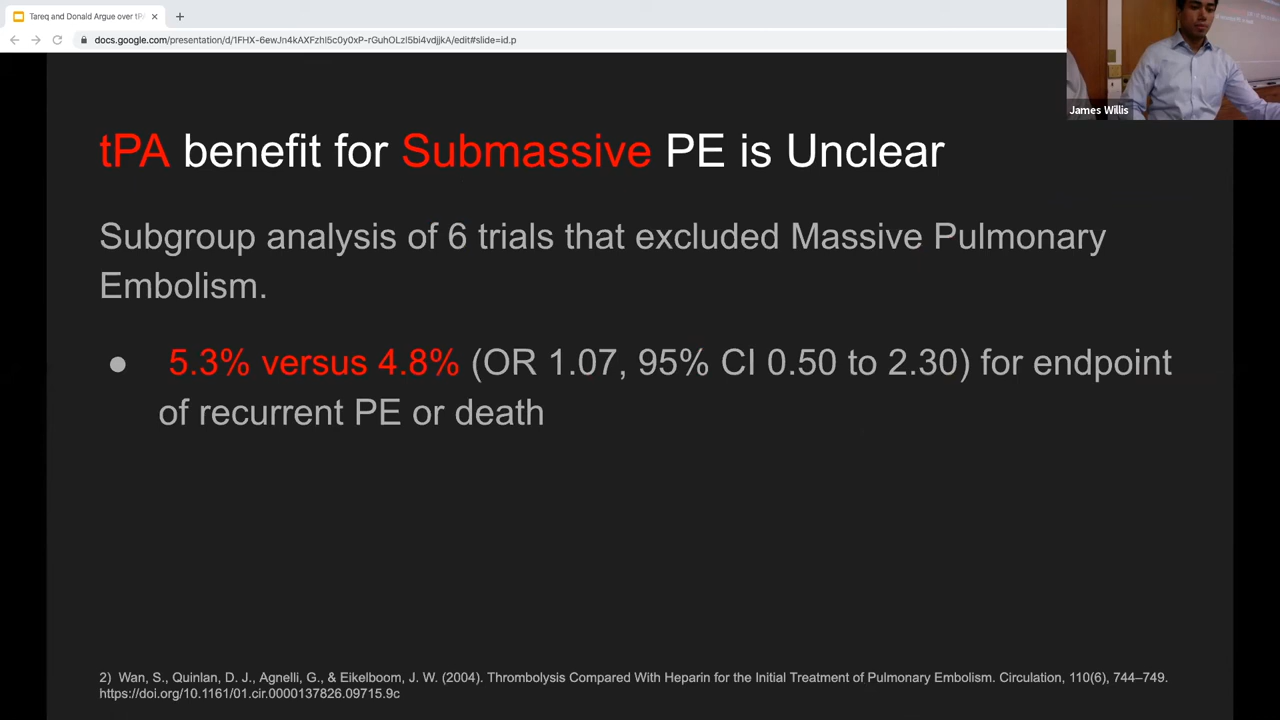 Tareq and Donald Argue over tP
docs.google.com/presentation/d/1FHX-6ewJn4kAXFzhI5c0y0xP-rGuhOLzI5bi4vdjjkA/edit#slide=id.p
James Willis
tPA benefit for Submassive PE is Unclear
Subgroup analysis of 6 trials that excluded Massive Pulmonary
Embolism.
● 5.3% versus 4.8% (OR 1.07, 95% CI 0.50 to 2.30) for endpoint
of recurrent PE or death
2) Wan, S., Quinlan, D. J., Agnelli, G., & Eikelboom, J. W. (2004). Thrombolysis Compared With Heparin for the Initial Treatment of Pulmonary Embolism. Circulation, 110(6), 744–749.
https://doi.org/10.1161/01.cir.0000137826.09715.9c